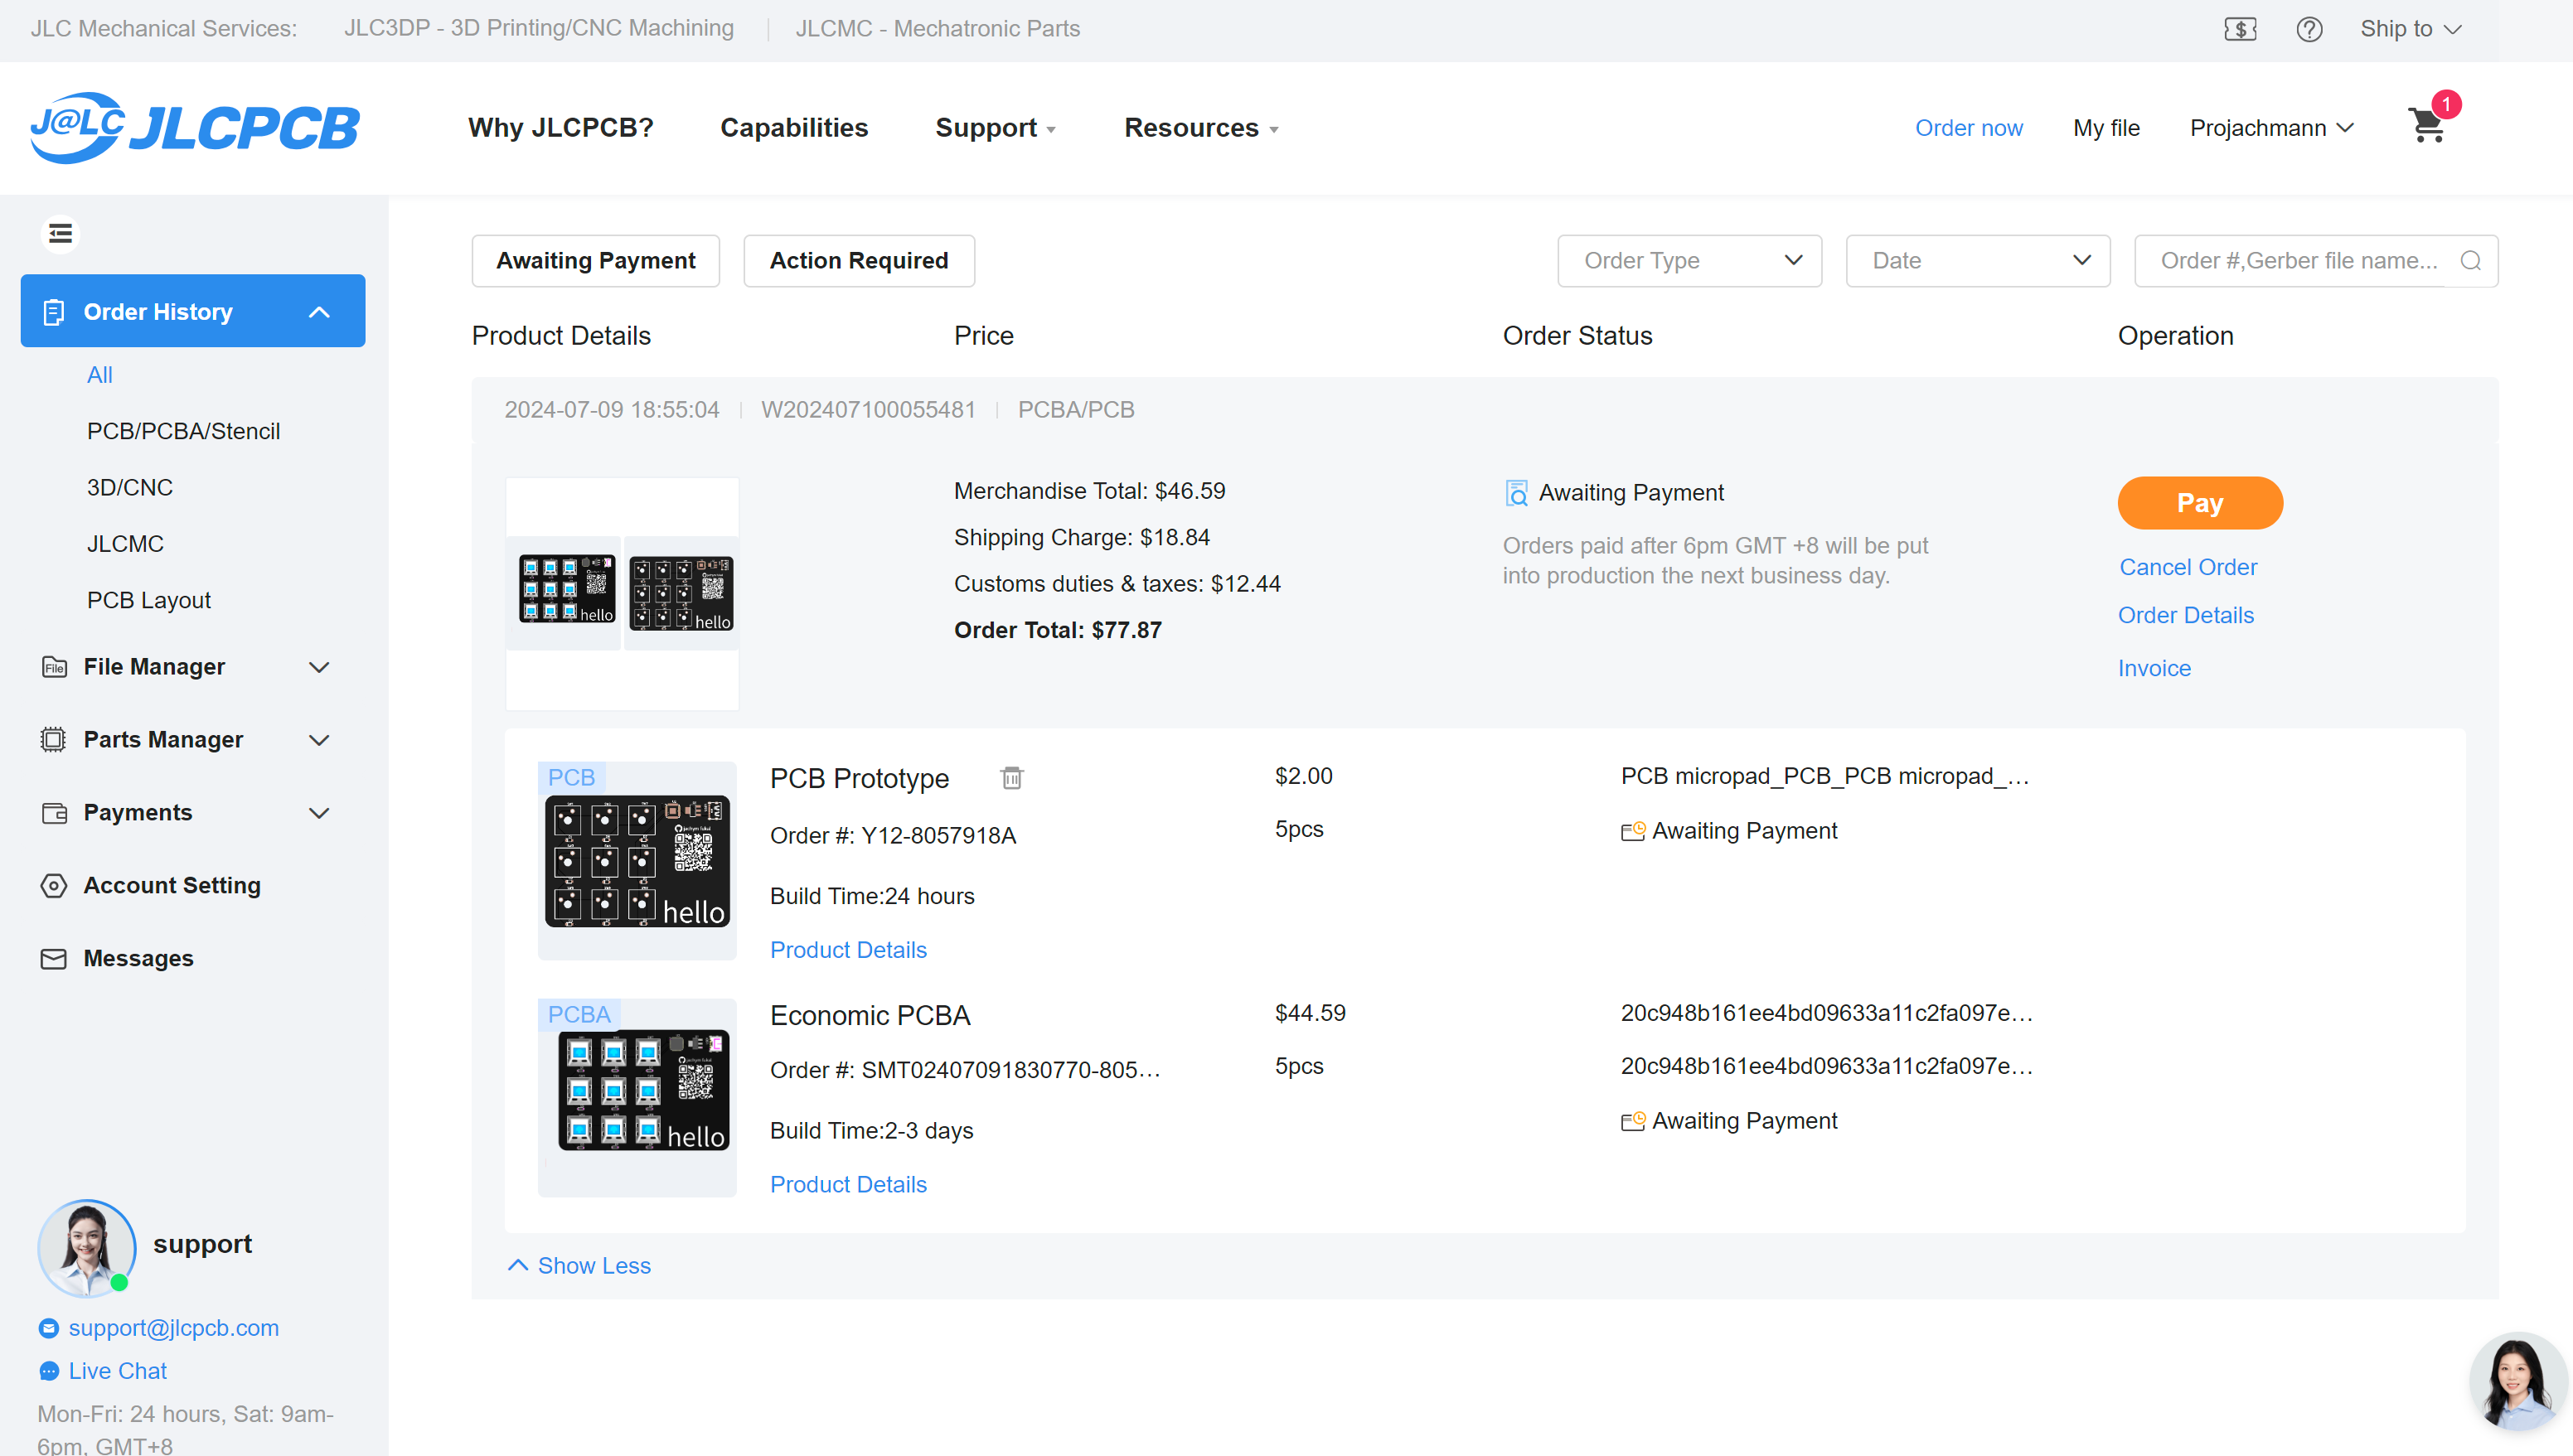 JLC Mechanical Services: JLC3DP - 3D Printing/CNC Machining JLCMC - Mechatronic Parts Ship to
J@LC JLCPCB Why JLCPCB? Capabilities Support Resources Order now My file Projachmann 1
Awaiting Payment Action Required Order Type Date Order #,Gerber file name...
Order History
All
PCB/PCBA/Stencil
3D/CNC
JLCMC
PCB Layout
File Manager
Parts Manager
Payments
Account Setting
Messages
Product Details Price Order Status Operation
2024-07-09 18:55:04 W202407100055481 PCBA/PCB
hello hello
Merchandise Total: $46.59
Shipping Charge: $18.84
Customs duties & taxes: $12.44
Order Total: $77.87
Awaiting Payment
Orders paid after 6pm GMT +8 will be put
into production the next business day.
Pay
Cancel Order
Order Details
Invoice
PCB
hello
PCB Prototype $2.00 PCB micropad_PCB_PCB micropad_...
Order #: Y12-8057918A 5pcs Awaiting Payment
Build Time:24 hours
Product Details
PCBA
hello
Economic PCBA $44.59 20c948b161ee4bd09633a11c2fa097e...
Order #: SMT02407091830770-805... 5pcs 20c948b161ee4bd09633a11c2fa097e...
Awaiting Payment
Build Time:2-3 days
Product Details
Show Less
support
support@jlcpcb.com
Live Chat
Mon-Fri: 24 hours, Sat: 9am-
6pm, GMT+8